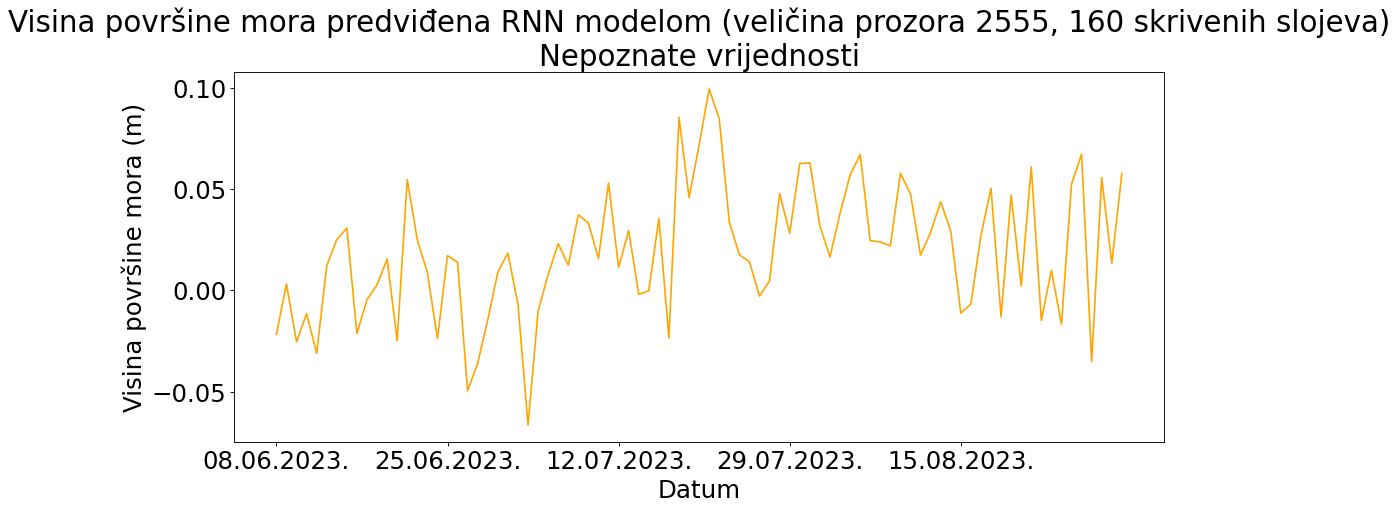 Visina površine mora predviđena RNN modelom (veličina prozora 2555, 160 skrivenih slojeva)
Nepoznate vrijednosti
Visina površine mora (m)
0.10
0.05
0.00
−0.05
08.06.2023. 25.06.2023. 12.07.2023. 29.07.2023. 15.08.2023.
Datum